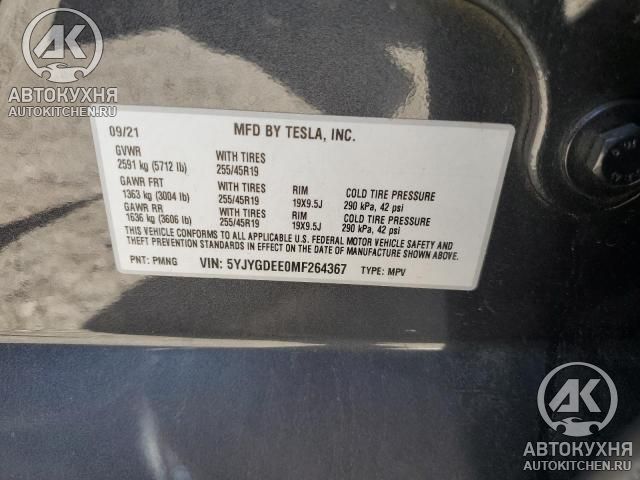 АК
АВТОКУХНЯ
AUTOKITCHEN.RU
09/21 MFD BY TESLA, INC.
GVWR WITH TIRES
2591 kg (5712 lb) 255/45R19
GAWR FRT WITH TIRES RIM COLD TIRE PRESSURE
1363 kg (3004 lb) 255/45R19 19X9.5J 290 kPa, 42 psi
GAWR RR WITH TIRES RIM COLD TIRE PRESSURE
1636 kg (3606 lb) 255/45R19 19X9.5J 290 kPa, 42 psi
THIS VEHICLE CONFORMS TO ALL APPLICABLE U.S. FEDERAL MOTOR VEHICLE SAFETY AND
THEFT PREVENTION STANDARDS IN EFFECT ON THE DATE OF MANUFACTURE SHOWN ABOVE.
PNT: PMNG VIN: 5YJYGDEE0MF264367 TYPE: MPV
АК
АВТОКУХНЯ
AUTOKITCHEN.RU